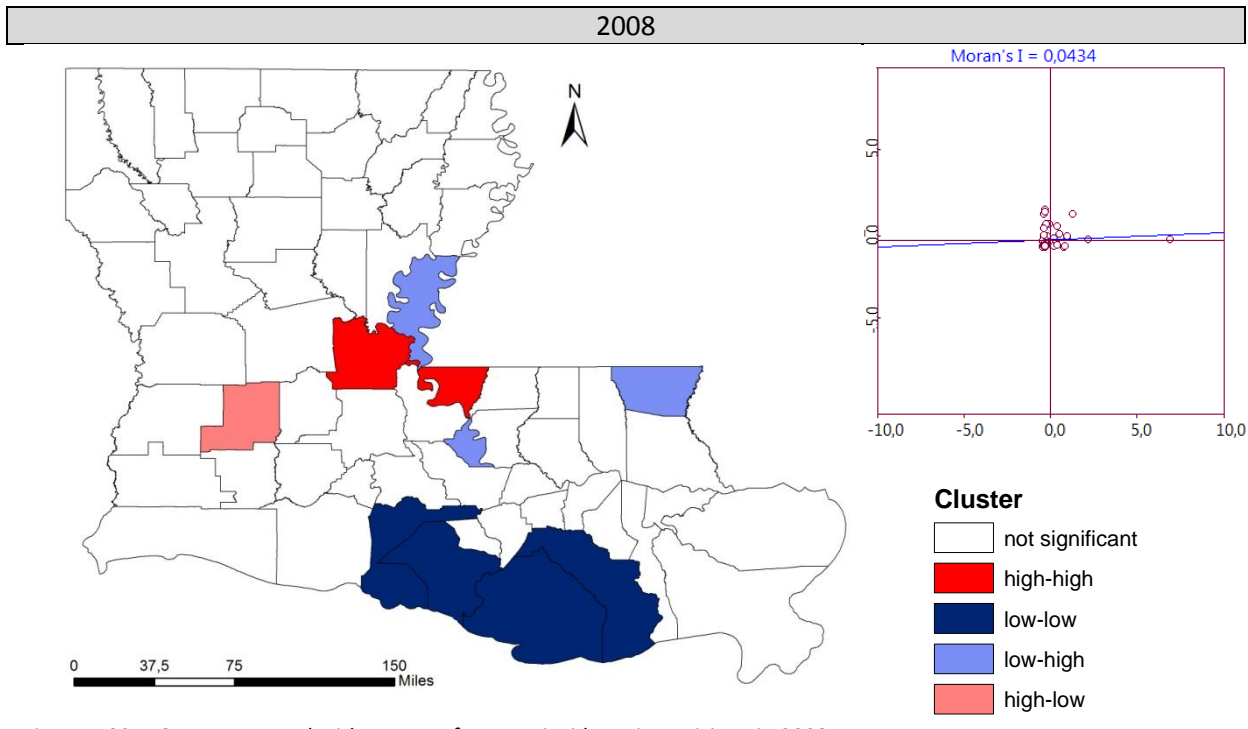 2008
Moran's I = 0,0434
N
5,0
0,0
-5,0
-10,0 -5,0 0,0 5,0 10,0
Cluster
not significant
high-high
low-low
low-high
high-low
0 37,5 75 150
Miles